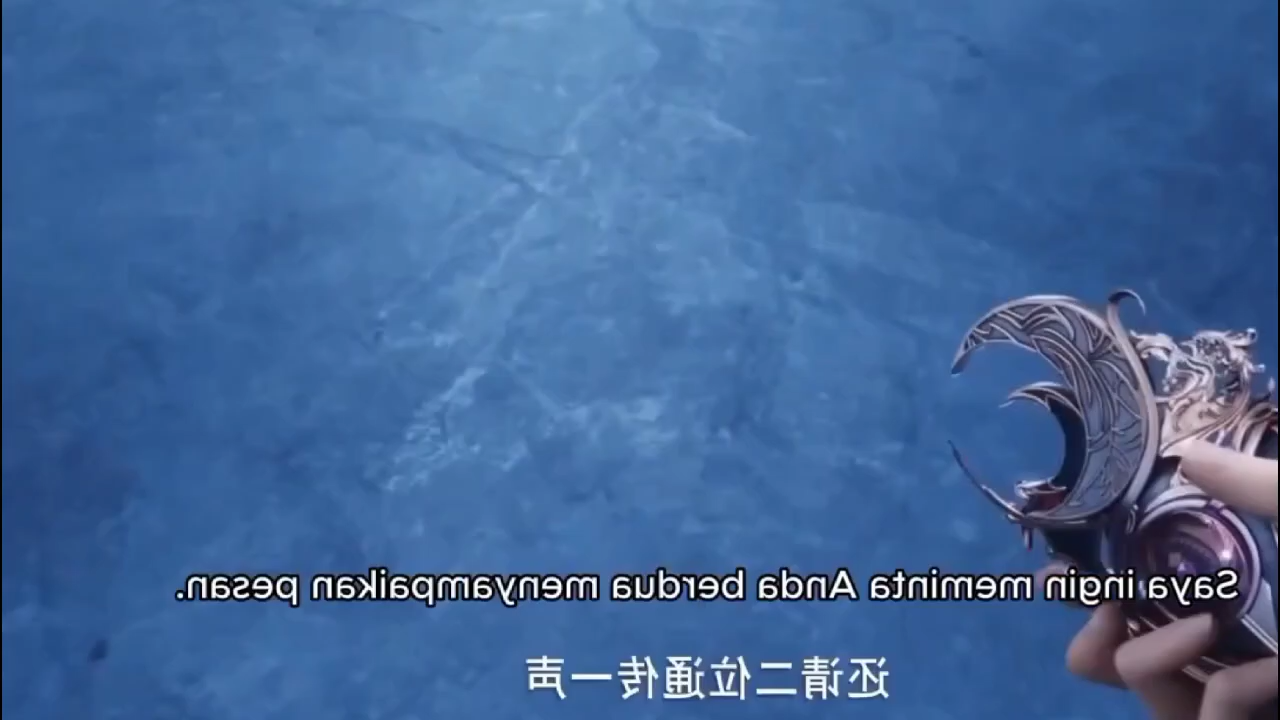 Saya ingin meminta Anda berdua menyampaikan pesan.
还请二位通传一声